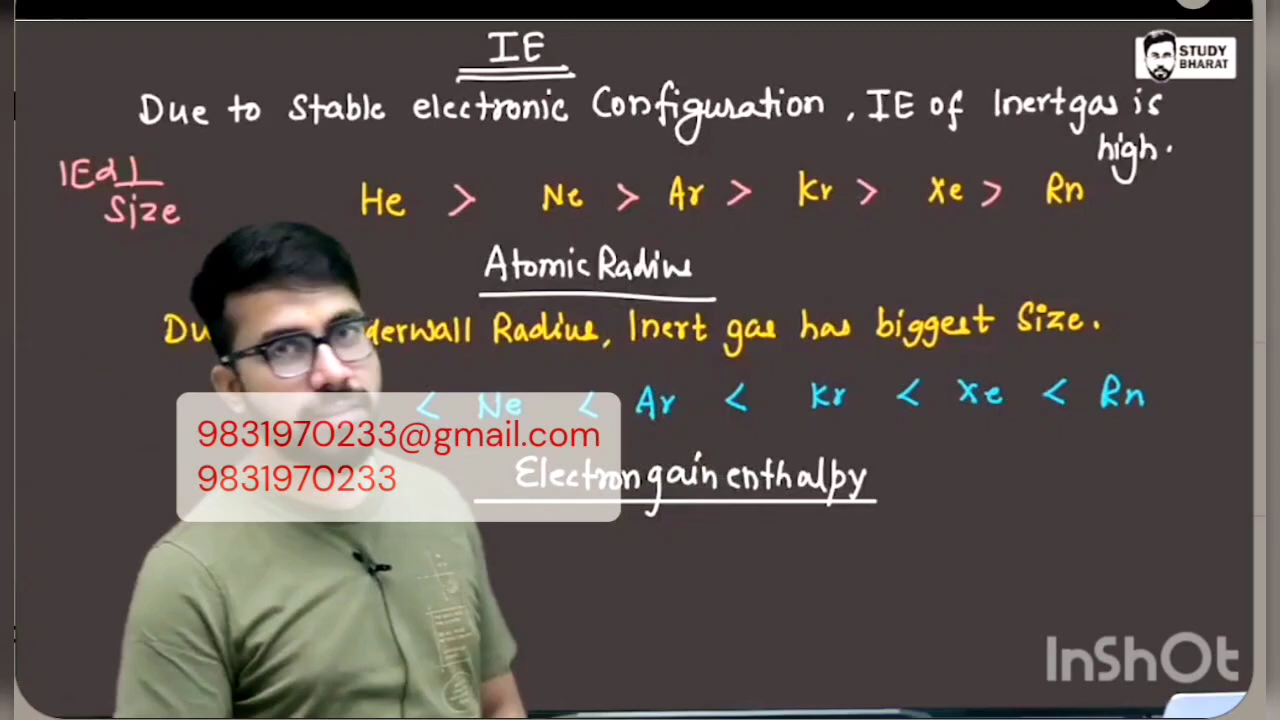 IE
STUDY
BHARAT
Due to Stable electronic Configuration, IE of Inert gas is
high.
IE α 1
Size
He > Ne > Ar > Kr > Xe > Rn
Atomic Radius
derwall Radius, Inert gas has biggest Size.
< Ne < Ar < Kr < Xe < Rn
9831970233@gmail.com
9831970233
Electron gain enthalpy
InShOt